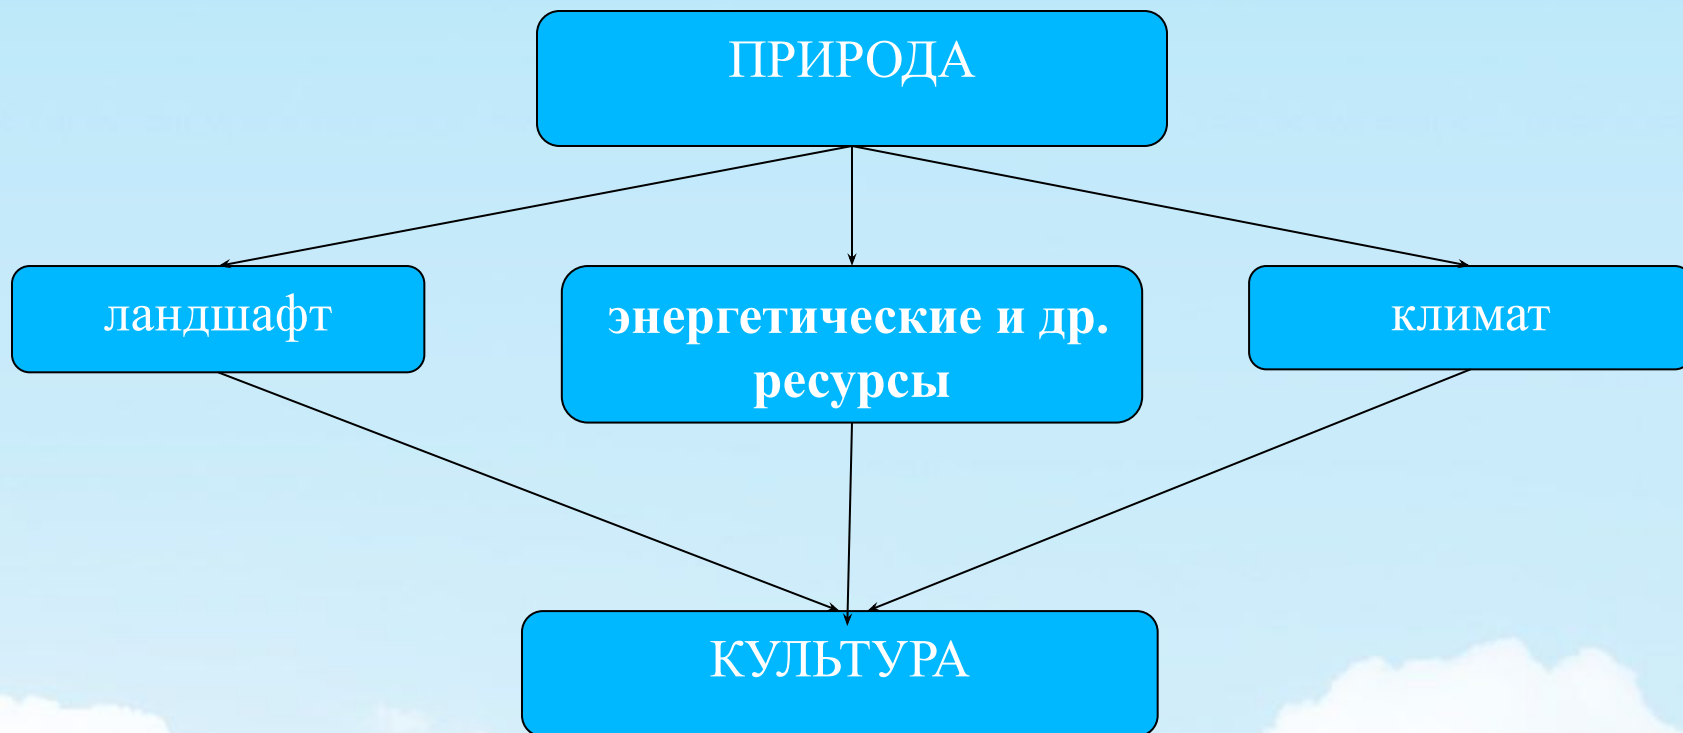 ПРИРОДА
ландшафт
энергетические и др.
ресурсы
климат
КУЛЬТУРА